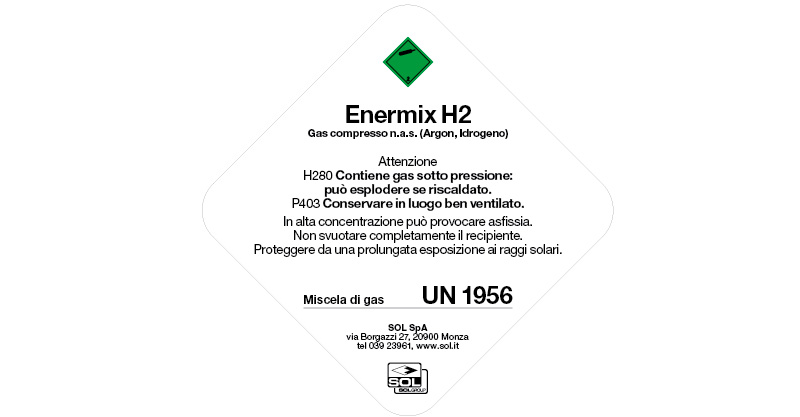 2
Enermix H2
Gas compresso n.a.s. (Argon, Idrogeno)
Attenzione
H280 Contiene gas sotto pressione:
può esplodere se riscaldato.
P403 Conservare in luogo ben ventilato.
In alta concentrazione può provocare asfissia.
Non svuotare completamente il recipiente.
Proteggere da una prolungata esposizione ai raggi solari.
Miscela di gas UN 1956
SOL SpA
via Borgazzi 27, 20900 Monza
tel 039 23961, www.sol.it
SOL
SOLGROUP